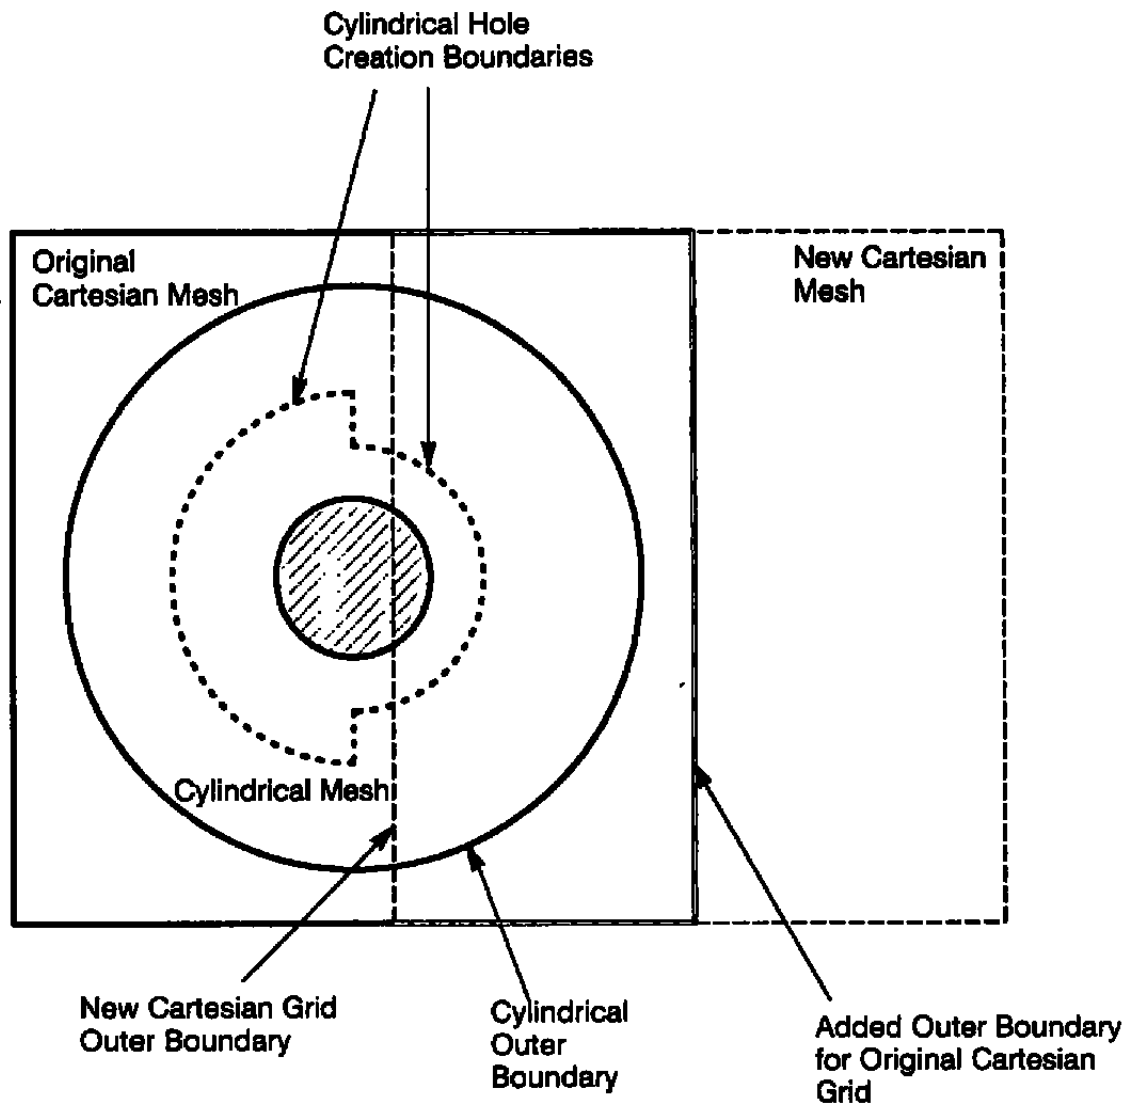 Cylindrical Hole
Creation Boundaries
Original
Cartesian Mesh
New Cartesian
Mesh
Cylindrical Mesh
New Cartesian Grid
Outer Boundary
Cylindrical
Outer
Boundary
Added Outer Boundary
for Original Cartesian
Grid